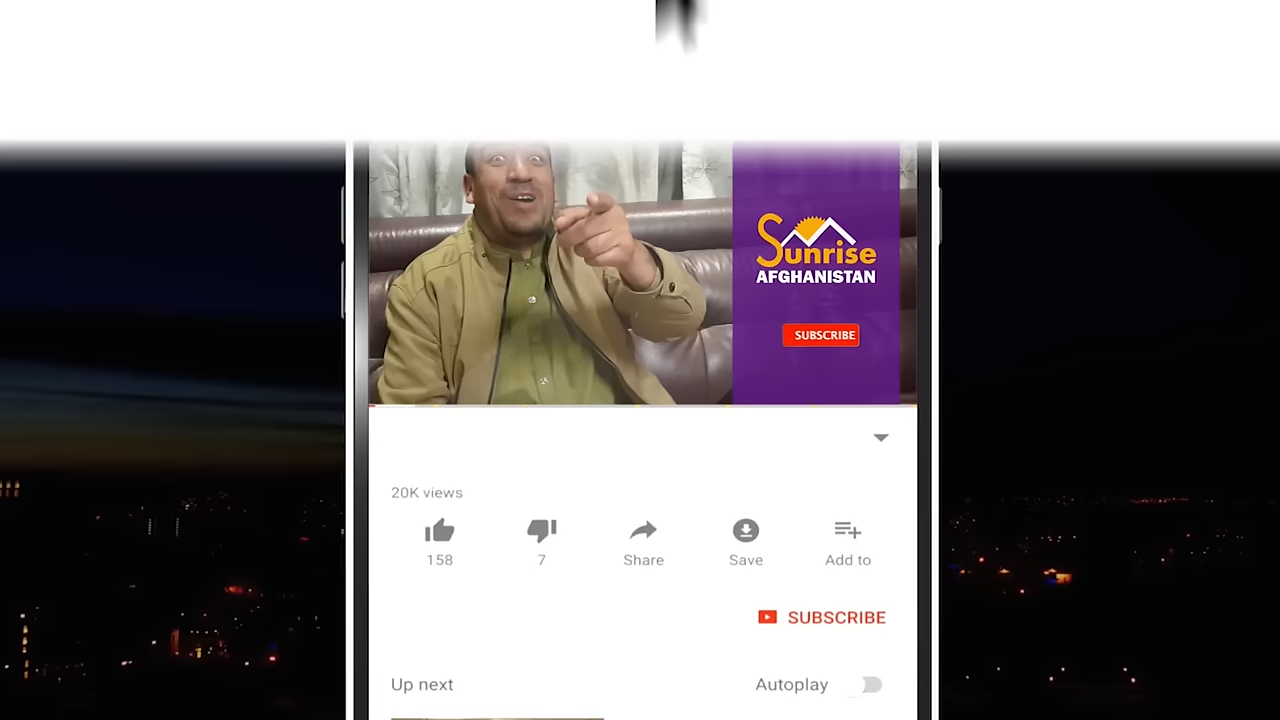 Sunrise
AFGHANISTAN
SUBSCRIBE
20K views
158
7
Share
Save
Add to
SUBSCRIBE
Up next
Autoplay